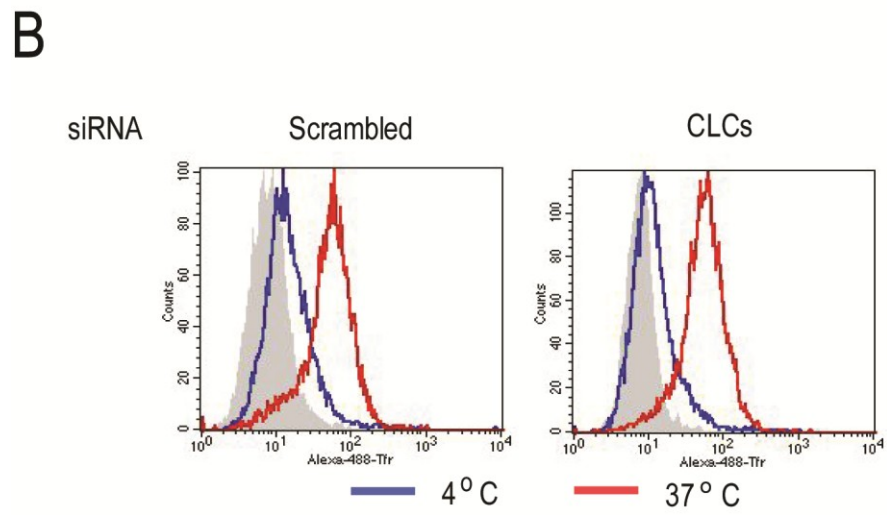 B
siRNA Scrambled CLCs
Counts
0 20 40 60 80 100
10⁰ 10¹ 10² 10³ 10⁴
Alexa-488-Tfr
Counts
0 20 40 60 80 100
10⁰ 10¹ 10² 10³ 10⁴
Alexa-488-Tfr
4° C 37° C